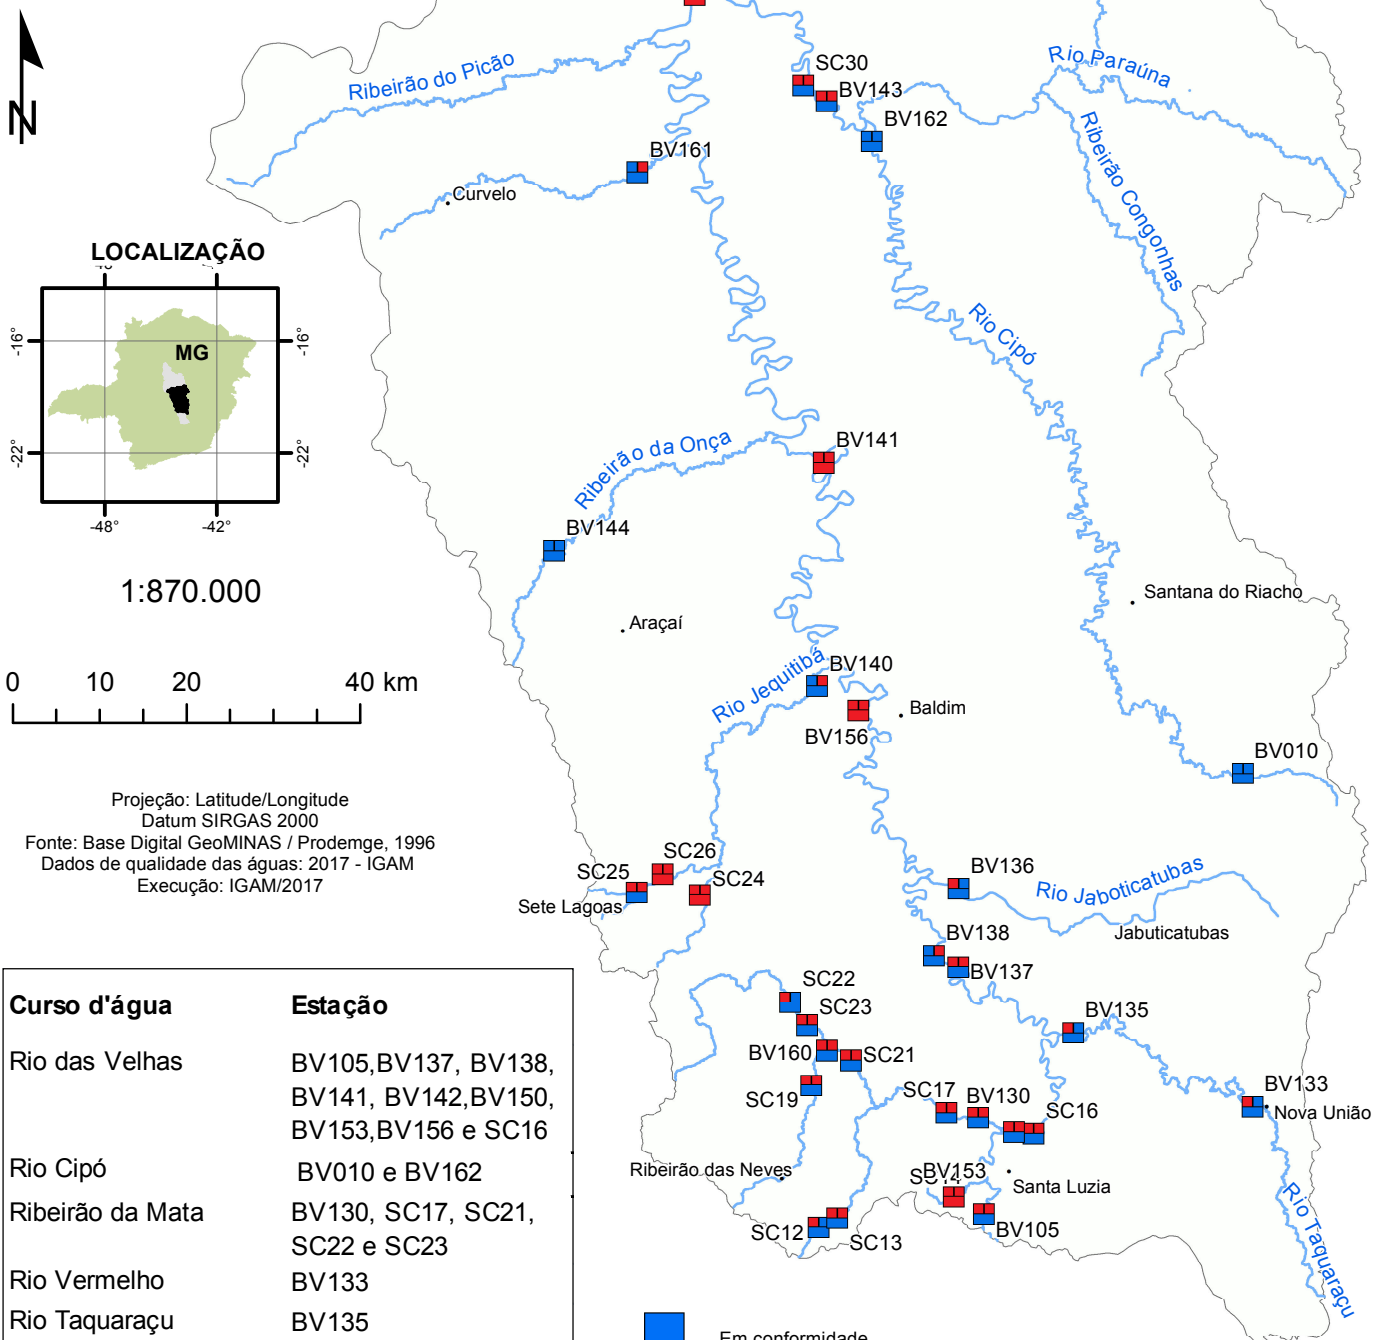 Ribeirão do Picão
SC30
BV143
BV162
Rio Paraúna
Ribeirão Congonhas
BV161
Curvelo
N
LOCALIZAÇÃO
-16°
-16°
MG
-22°
-22°
-48°
-42°
Rio Cipó
BV141
Ribeirão da Onça
BV144
1:870.000
Santana do Riacho
Araçaí
Rio Jequitibá
BV140
BV156
Baldim
BV010
0 10 20 40 km
Projeção: Latitude/Longitude
Datum SIRGAS 2000
Fonte: Base Digital GeoMINAS / Prodemge, 1996
Dados de qualidade das águas: 2017 - IGAM
Execução: IGAM/2017
SC26
SC25
SC24
Sete Lagoas
BV136
Rio Jaboticatubas
Jabuticatubas
BV138
BV137
SC22
SC23
BV160
SC21
SC19
BV135
SC17
BV130
SC16
BV133
Nova União
Ribeirão das Neves
BV153
Santa Luzia
SC12
SC13
BV105
Rio Taquaraçu
Curso d'água Estação
Rio das Velhas BV105,BV137, BV138,
BV141, BV142,BV150,
BV153,BV156 e SC16
Rio Cipó BV010 e BV162
Ribeirão da Mata BV130, SC17, SC21,
SC22 e SC23
Rio Vermelho BV133
Rio Taquaraçu BV135
Em conformidade